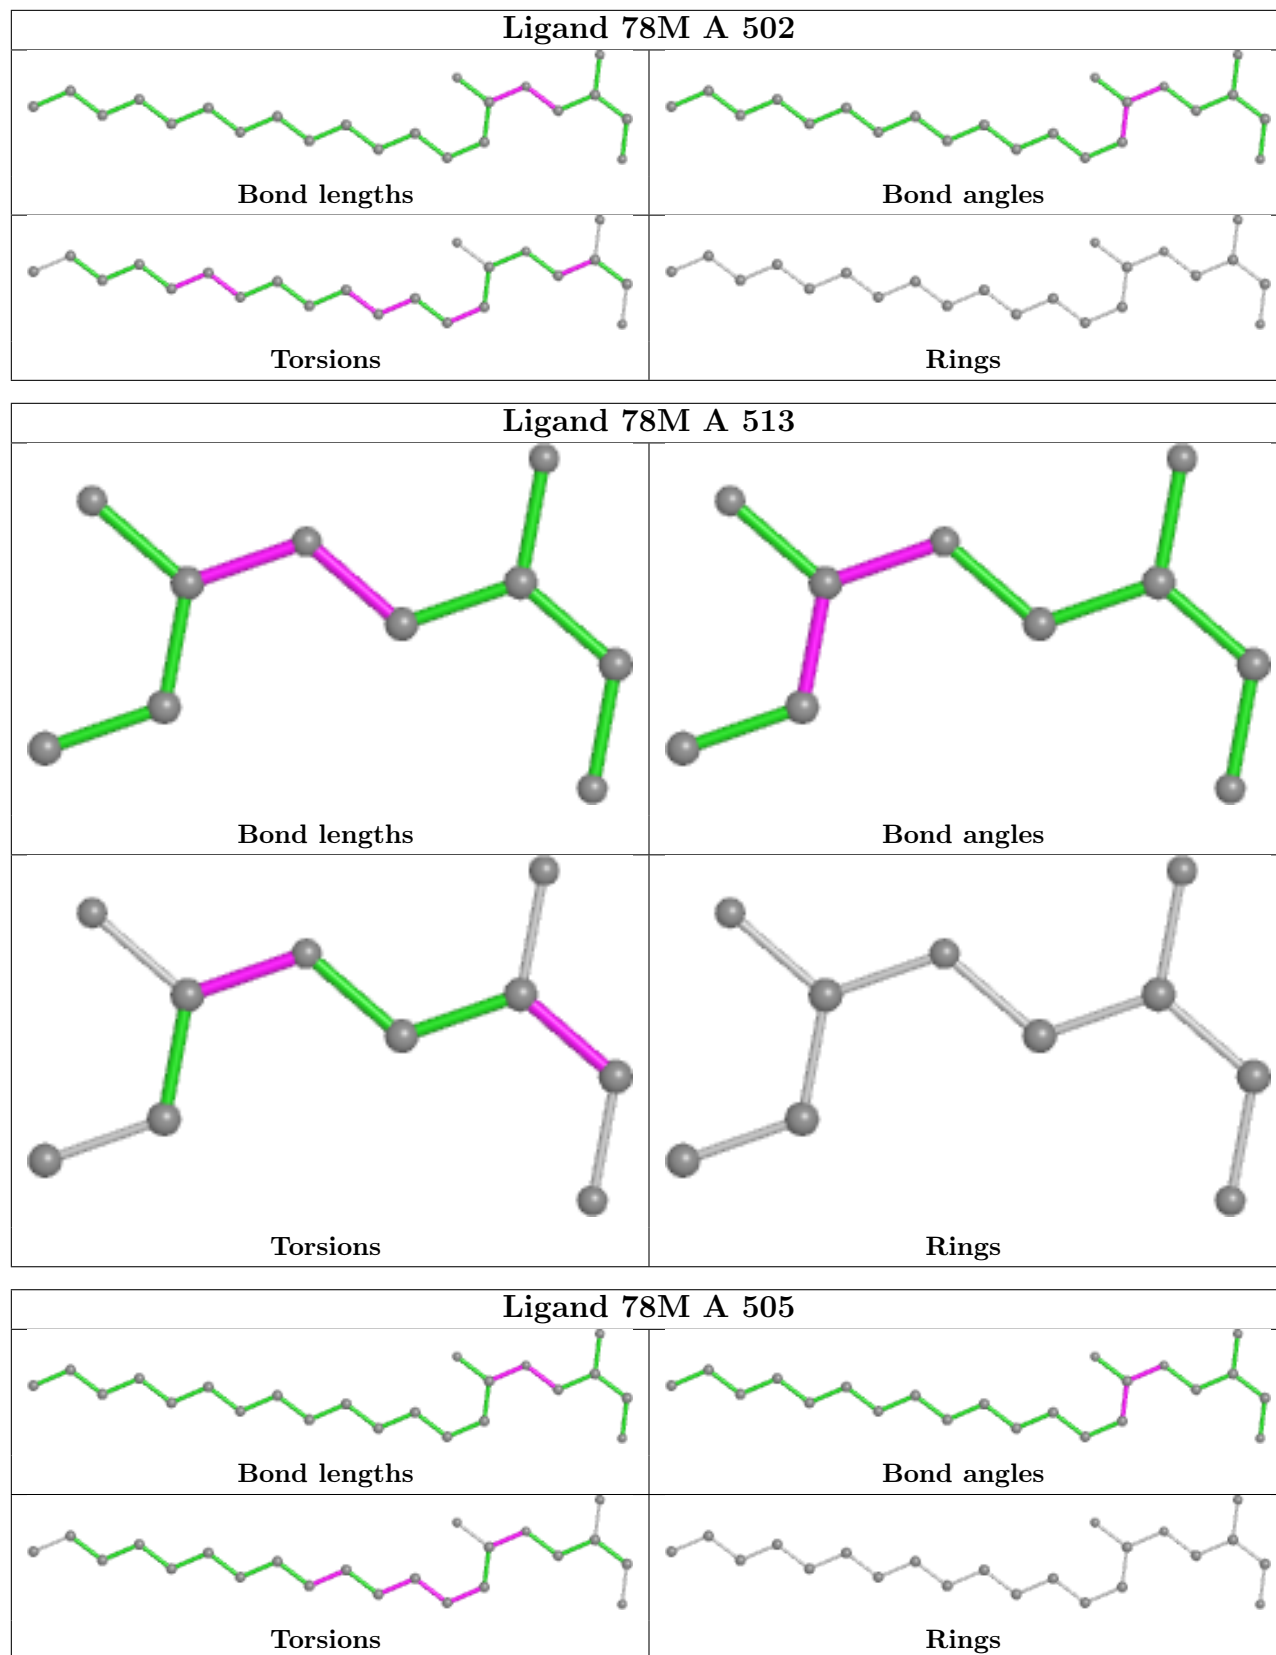 Ligand 78M A 502
Bond lengths
Bond angles
Torsions
Rings
Ligand 78M A 513
Bond lengths
Bond angles
Torsions
Rings
Ligand 78M A 505
Bond lengths
Bond angles
Torsions
Rings